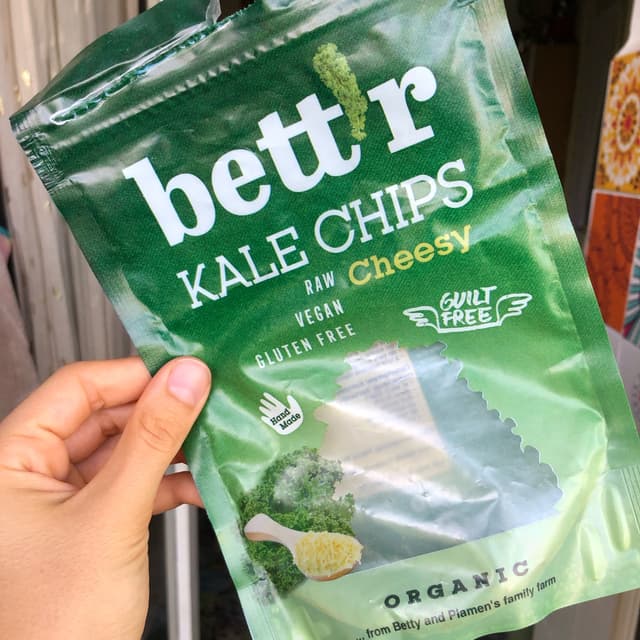 bett'r
KALE CHIPS
Cheesy
RAW
VEGAN
GLUTEN FREE
GUILT
FREE
Hand
Made
ORGANIC
... from Betty and Plamen's family farm